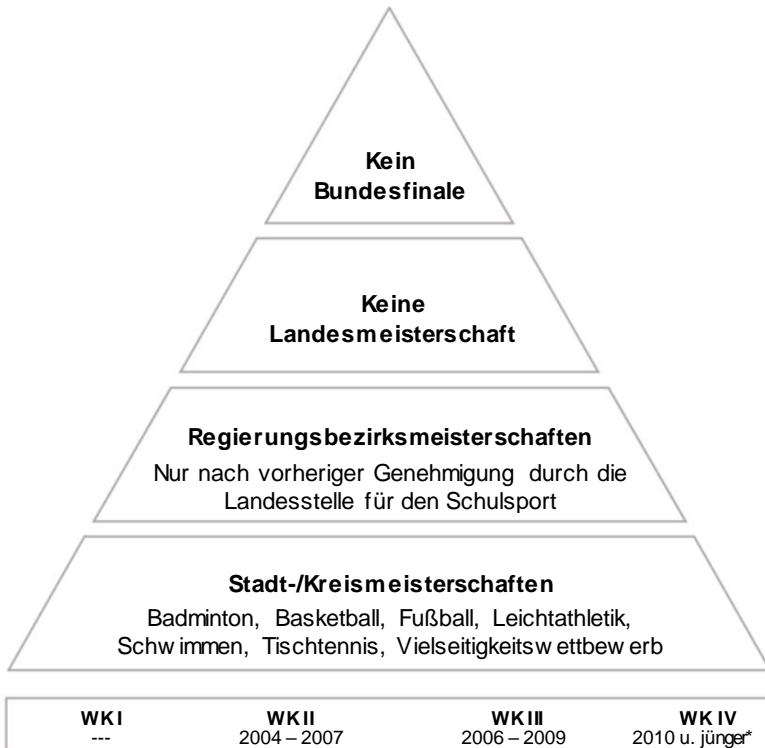 Kein
Bundesfinale
Keine
Landesmeisterschaft
Regierungsbezirksmeisterschaften
Nur nach vorheriger Genehmigung durch die
Landesstelle für den Schulsport
Stadt-/Kreismeisterschaften
Badminton, Basketball, Fußball, Leichtathletik,
Schwimmen, Tischtennis, Vielseitigkeitswettbewerb
WK I WK II WK III WK IV
--- 2004 – 2007 2006 – 2009 2010 u. jünger*